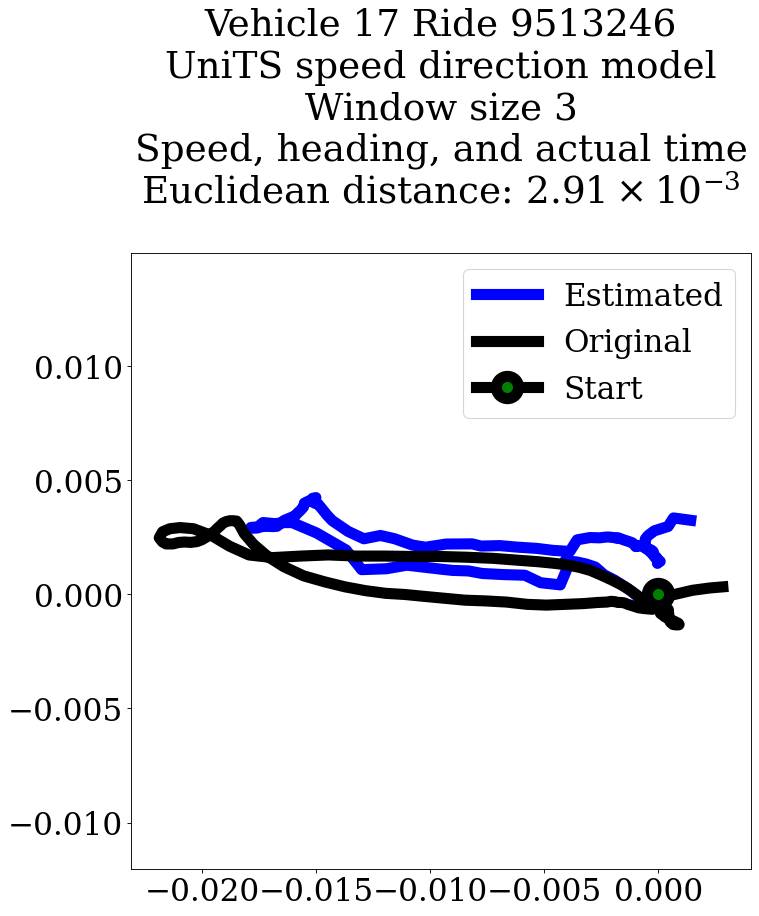 Vehicle 17 Ride 9513246
UniTS speed direction model
Window size 3
Speed, heading, and actual time
Euclidean distance: 2.91 × 10⁻³
Estimated
Original
Start
0.010
0.005
0.000
−0.005
−0.010
−0.020 −0.015 −0.010 −0.005 0.000